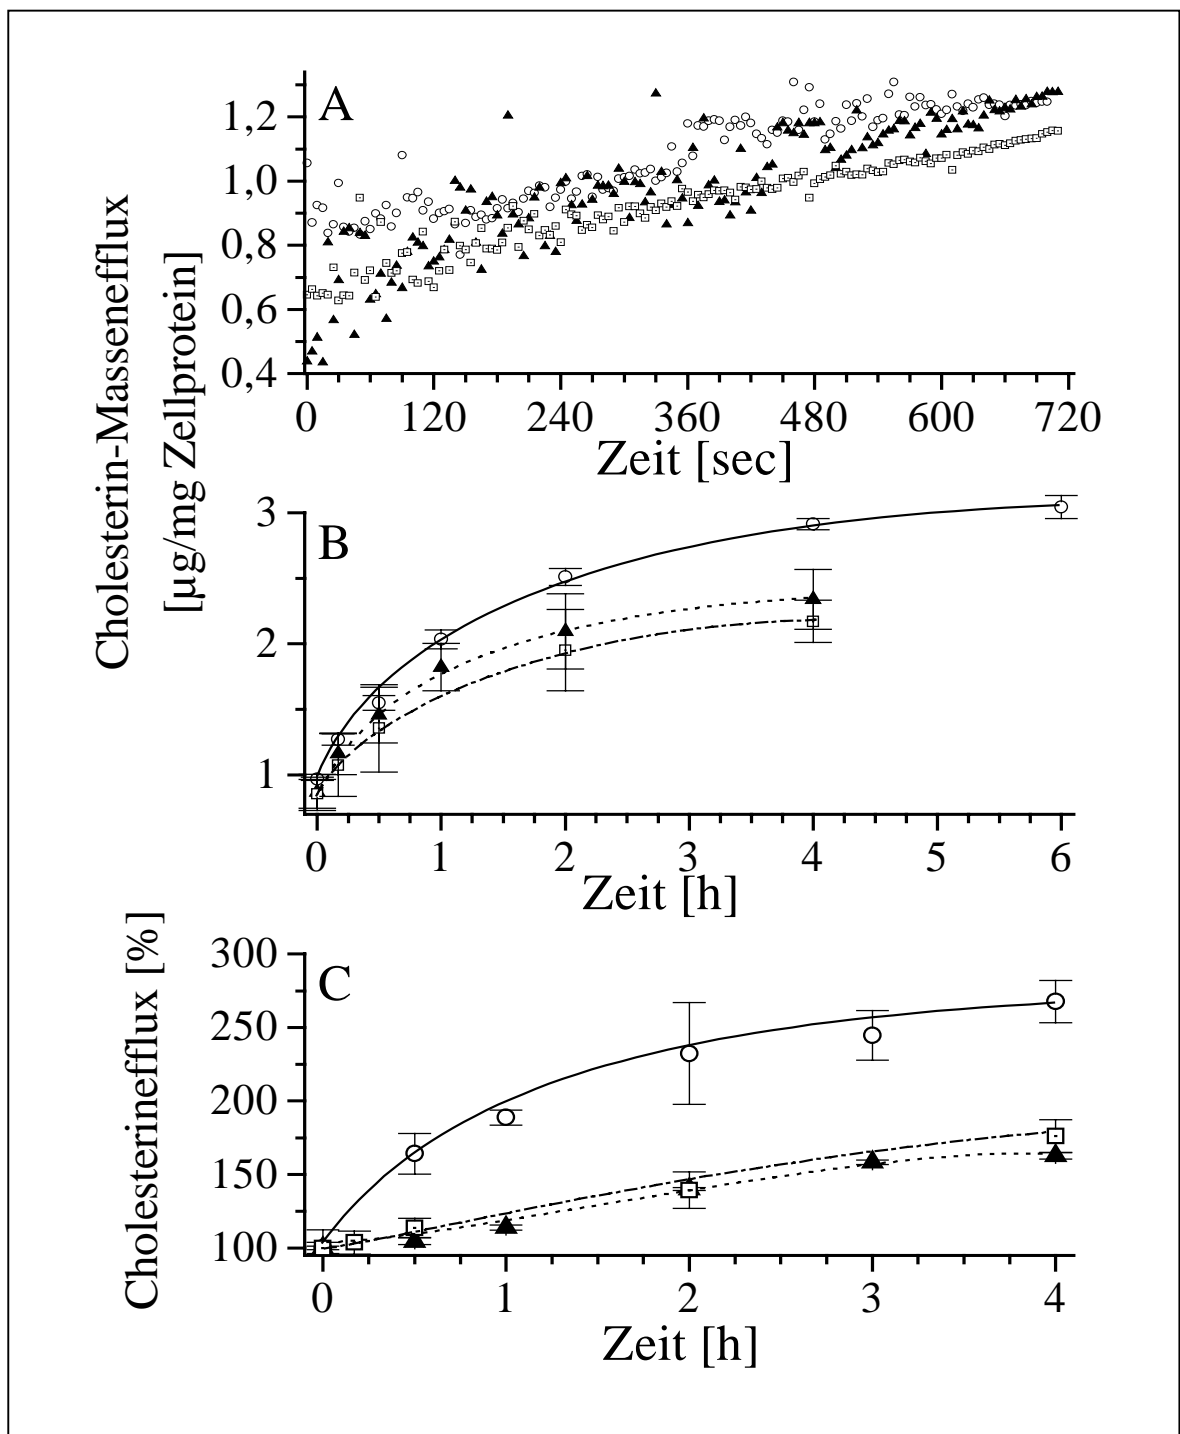 Cholesterin-Massenefflux
[µg/mg Zellprotein]
A
1,2
1,0
0,8
0,6
0,4
0 120 240 360 480 600 720
Zeit [sec]
B
3
2
1
0 1 2 3 4 5 6
Zeit [h]
Cholesterinefflux [%]
C
300
250
200
150
100
0 1 2 3 4
Zeit [h]